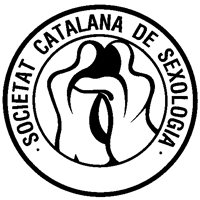 · SOCIETAT CATALANA DE SEXOLOGIA ·